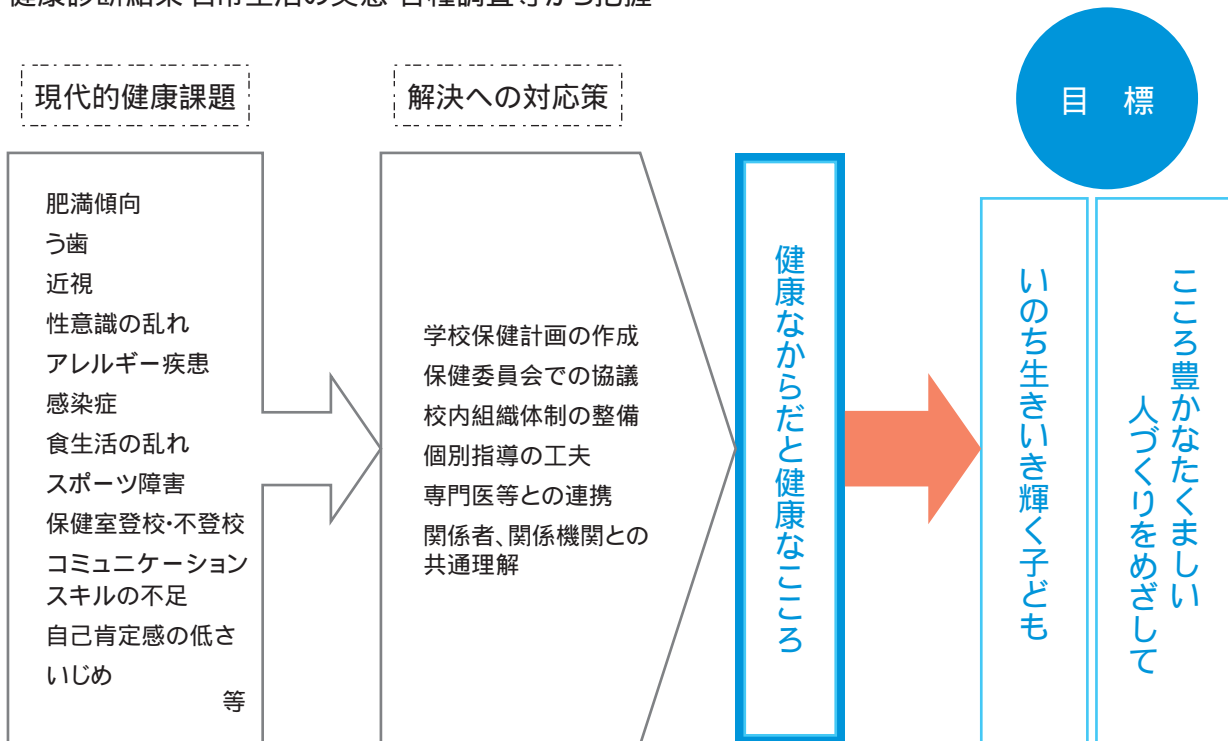 現代的健康課題
肥満傾向
う歯
近視
性意識の乱れ
アレルギー疾患
感染症
食生活の乱れ
スポーツ障害
保健室登校・不登校
コミュニケーション
スキルの不足
自己肯定感の低さ
いじめ
等
解決への対応策
学校保健計画の作成
保健委員会での協議
校内組織体制の整備
個別指導の工夫
専門医等との連携
関係者、関係機関との
共通理解
健康なからだと健康なこころ
目 標
いのち生きいき輝く子ども
こころ豊かなたくましい
人づくりをめざして